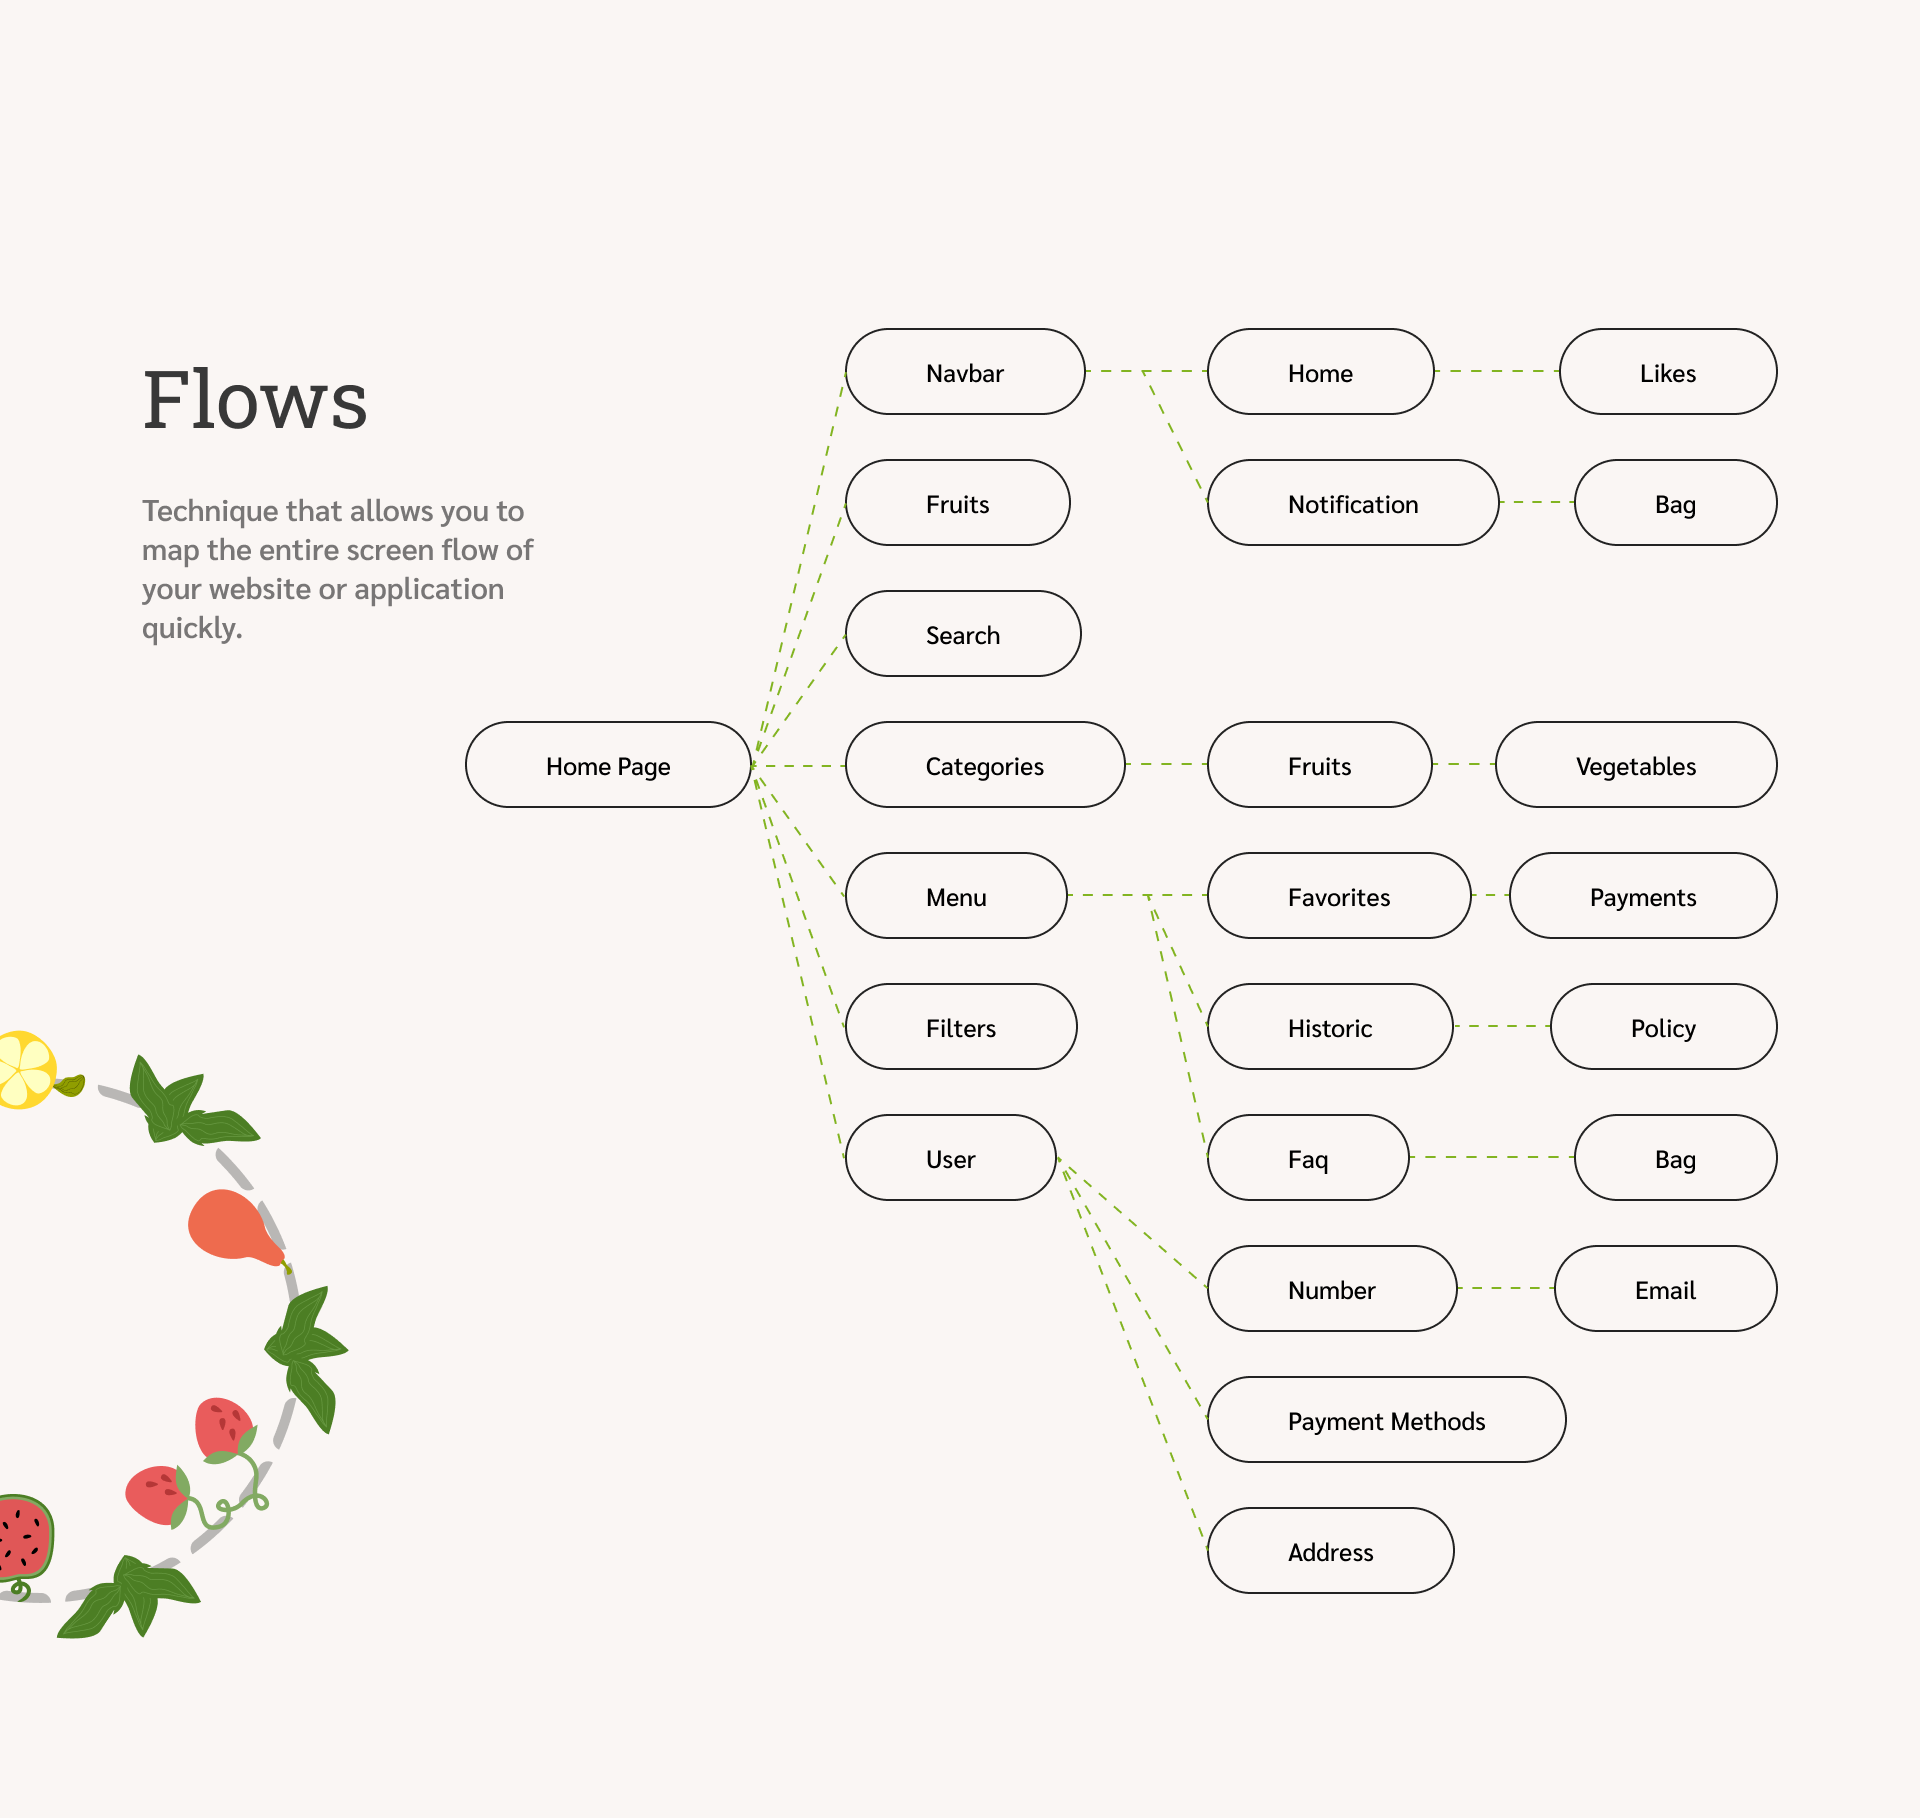 Flows
Technique that allows you to
map the entire screen flow of
your website or application
quickly.
Home Page
Navbar
Home
Likes
Fruits
Notification
Bag
Search
Categories
Fruits
Vegetables
Menu
Favorites
Payments
Filters
Historic
Policy
User
Faq
Bag
Number
Email
Payment Methods
Address